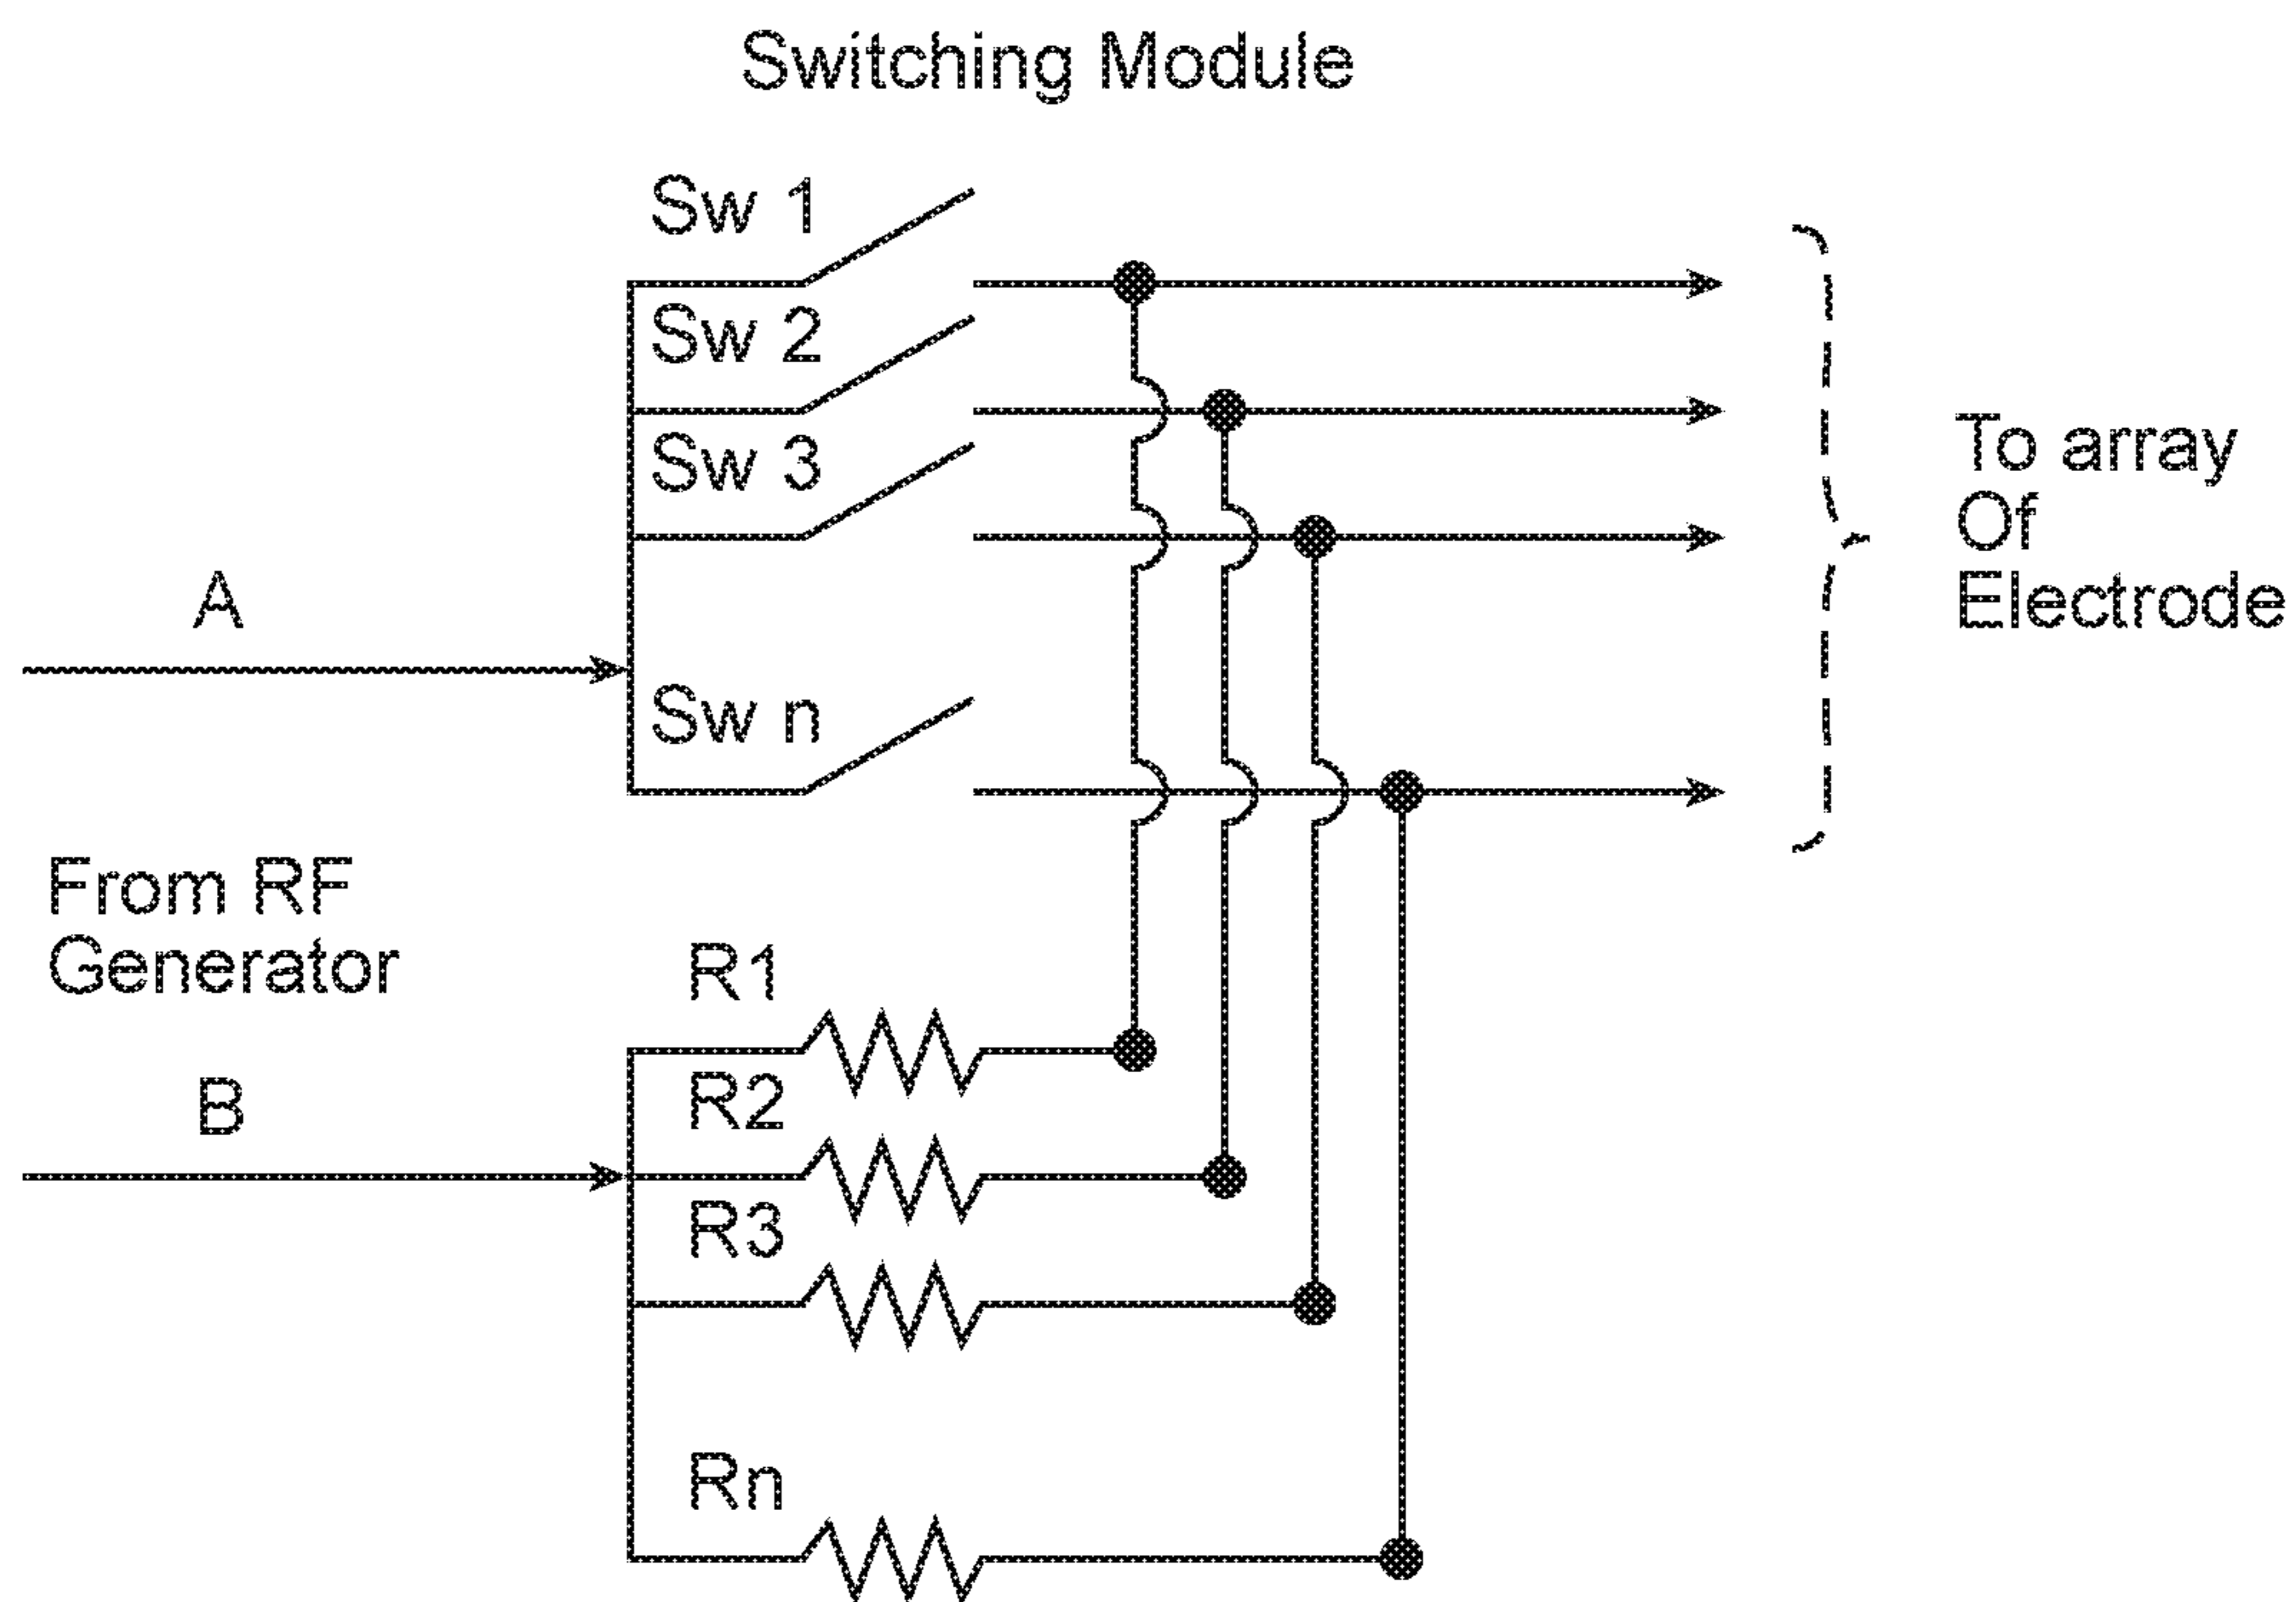 Switching Module
Sw 1
Sw 2
Sw 3
A
Sw n
To array
Of
Electrode
From RF
Generator
R1
B
R2
R3
Rn